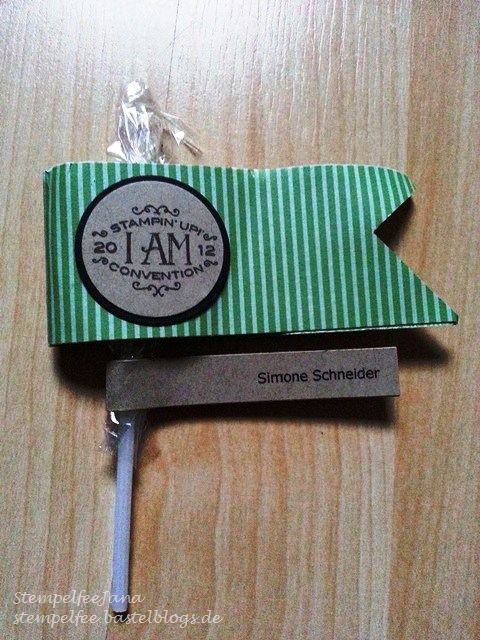 STAMPIN' UP!
20 I AM 12
CONVENTION
Simone Schneider
StempelfeeJana
stempelfee.bastelblogs.de